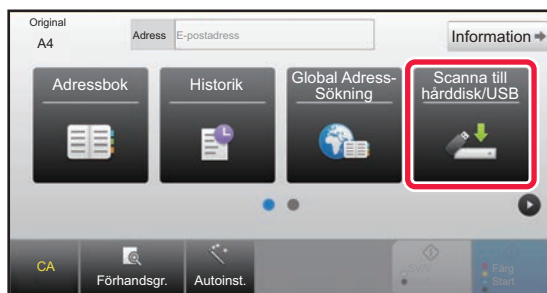 Original
A4
Adress E-postadress
Information
Adressbok
Historik
Global Adress-
Sökning
Scanna till
hårddisk/USB
CA
Förhandsgr.
Autoinst.
SV/V
Färg
Start